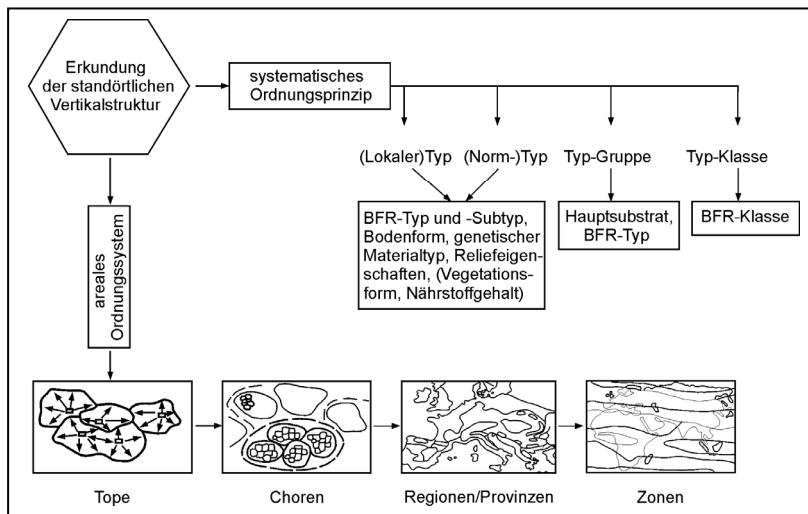 Erkundung
der standörtlichen
Vertikalstruktur
systematisches
Ordnungsprinzip
(Lokaler)Typ
(Norm-)Typ
Typ-Gruppe
Typ-Klasse
BFR-Typ und -Subtyp,
Bodenform, genetischer
Materialtyp, Reliefeigen-
schaften, (Vegetations-
form, Nährstoffgehalt)
Hauptsubstrat,
BFR-Typ
BFR-Klasse
areales
Ordnungssystem
Tope
Choren
Regionen/Provinzen
Zonen